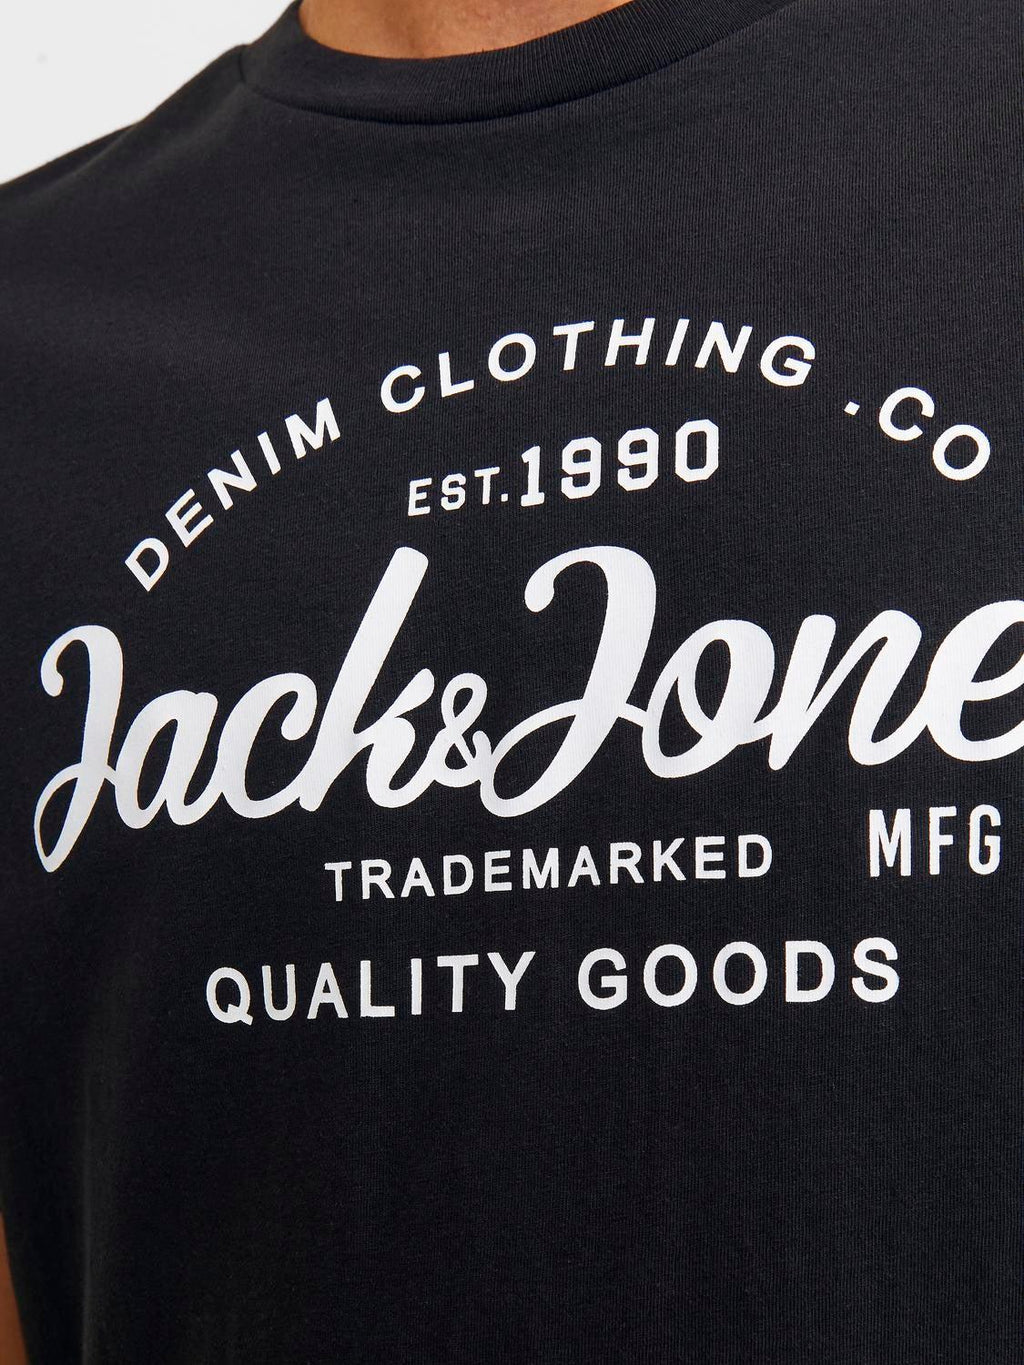 DENIM CLOTHING .CO
EST. 1990
Jack & Jone
TRADEMARKED MFG
QUALITY GOODS